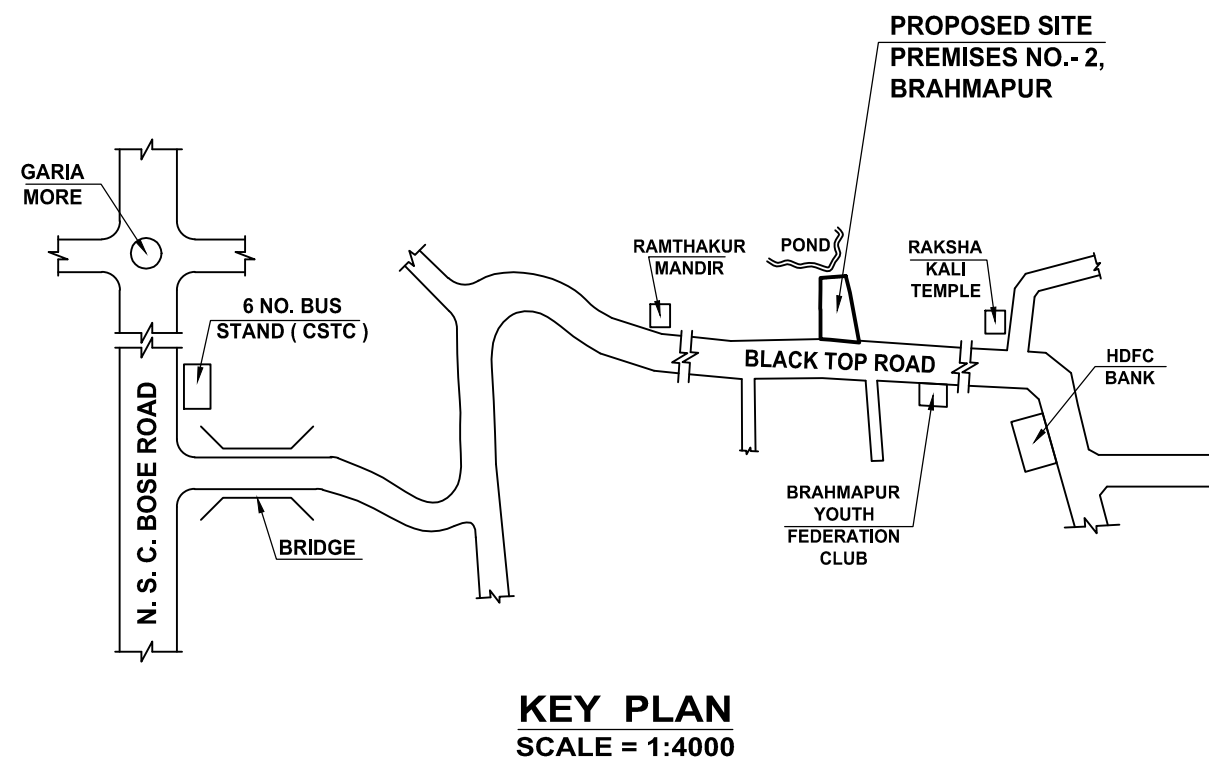 PROPOSED SITE
PREMISES NO.- 2,
BRAHMAPUR
GARIA
MORE
6 NO. BUS
STAND ( CSTC )
RAMTHAKUR
MANDIR
POND
RAKSHA
KALI
TEMPLE
BLACK TOP ROAD
HDFC
BANK
N. S. C. BOSE ROAD
BRIDGE
BRAHMAPUR
YOUTH
FEDERATION
CLUB
KEY PLAN
SCALE = 1:4000